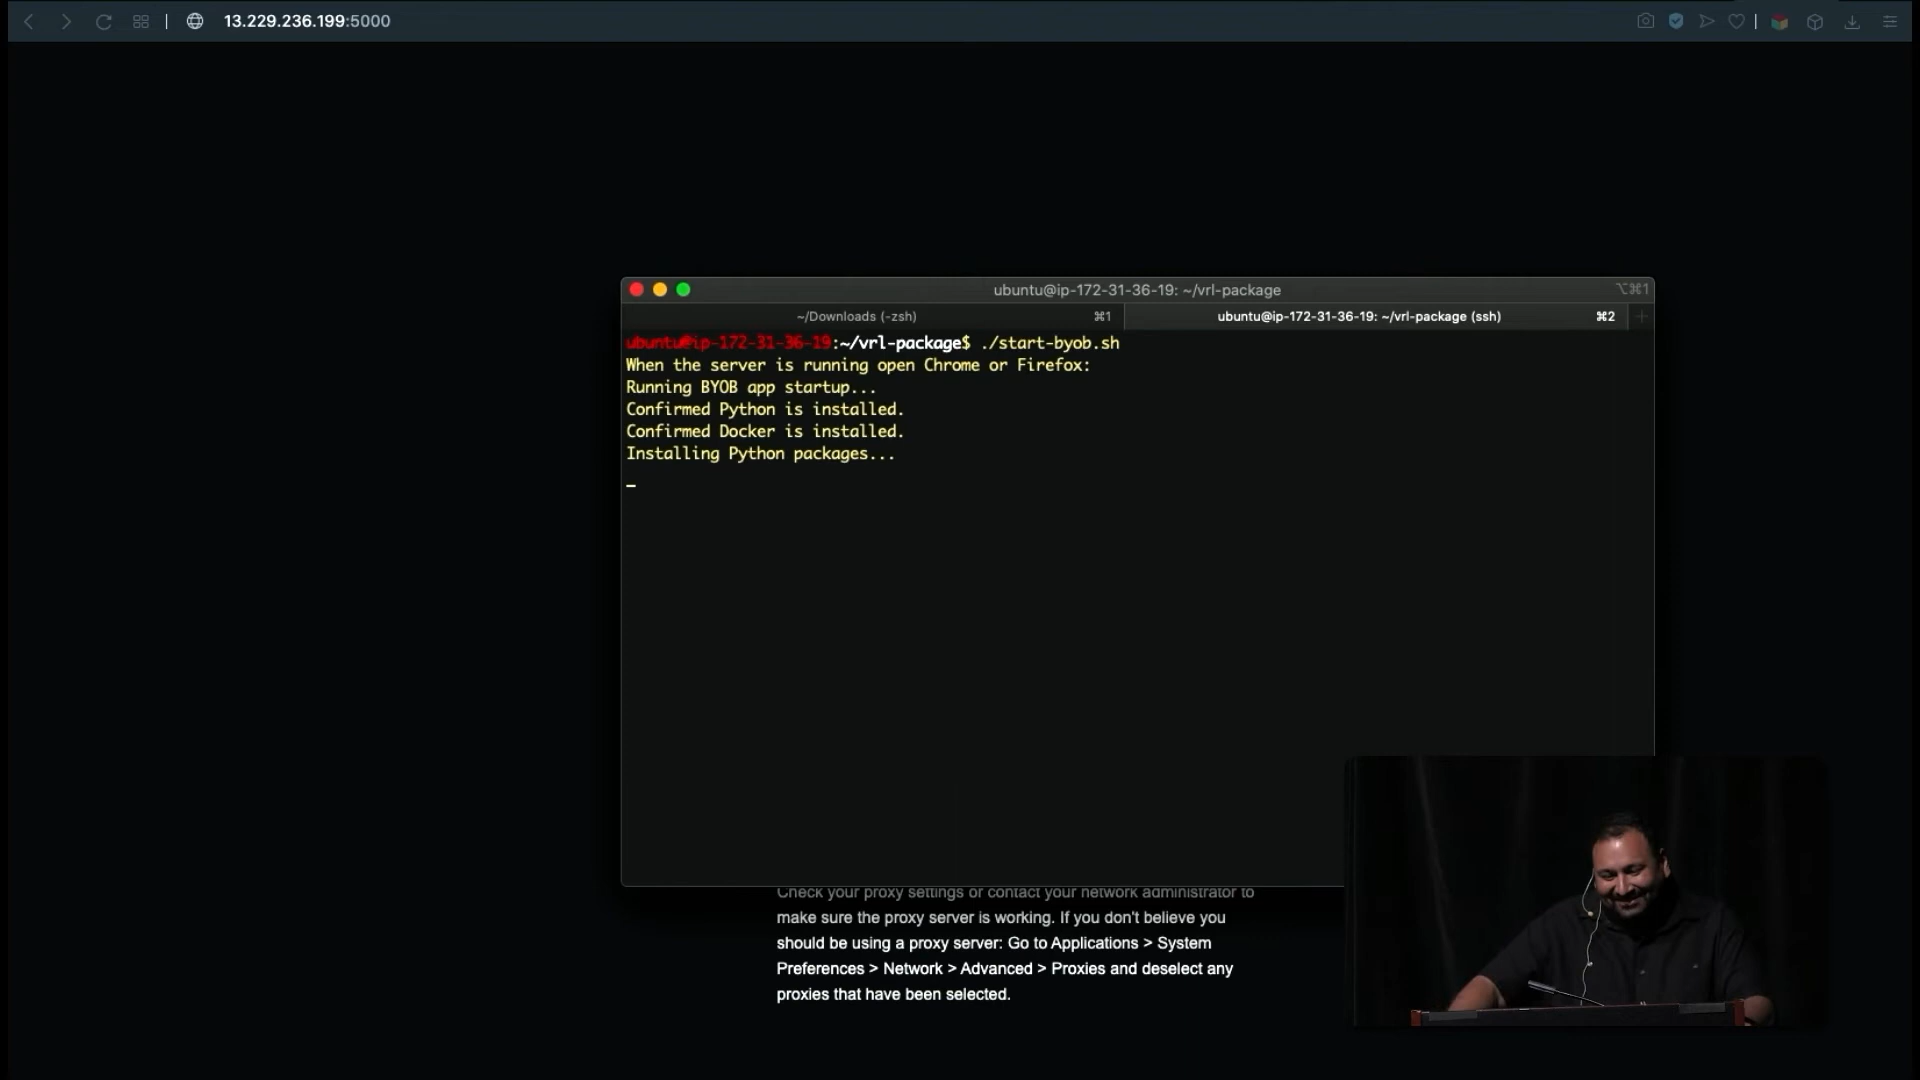 13.229.236.199:5000
ubuntu@ip-172-31-36-19: ~/vrl-package
⌥⌘1
~/Downloads (-zsh)
⌘1
ubuntu@ip-172-31-36-19: ~/vrl-package (ssh)
⌘2
ubuntu@ip-172-31-36-19:~/vrl-package$ ./start-byob.sh
When the server is running open Chrome or Firefox:
Running BYOB app startup...
Confirmed Python is installed.
Confirmed Docker is installed.
Installing Python packages...
Check your proxy settings or contact your network administrator to
make sure the proxy server is working. If you don't believe you
should be using a proxy server: Go to Applications > System
Preferences > Network > Advanced > Proxies and deselect any
proxies that have been selected.